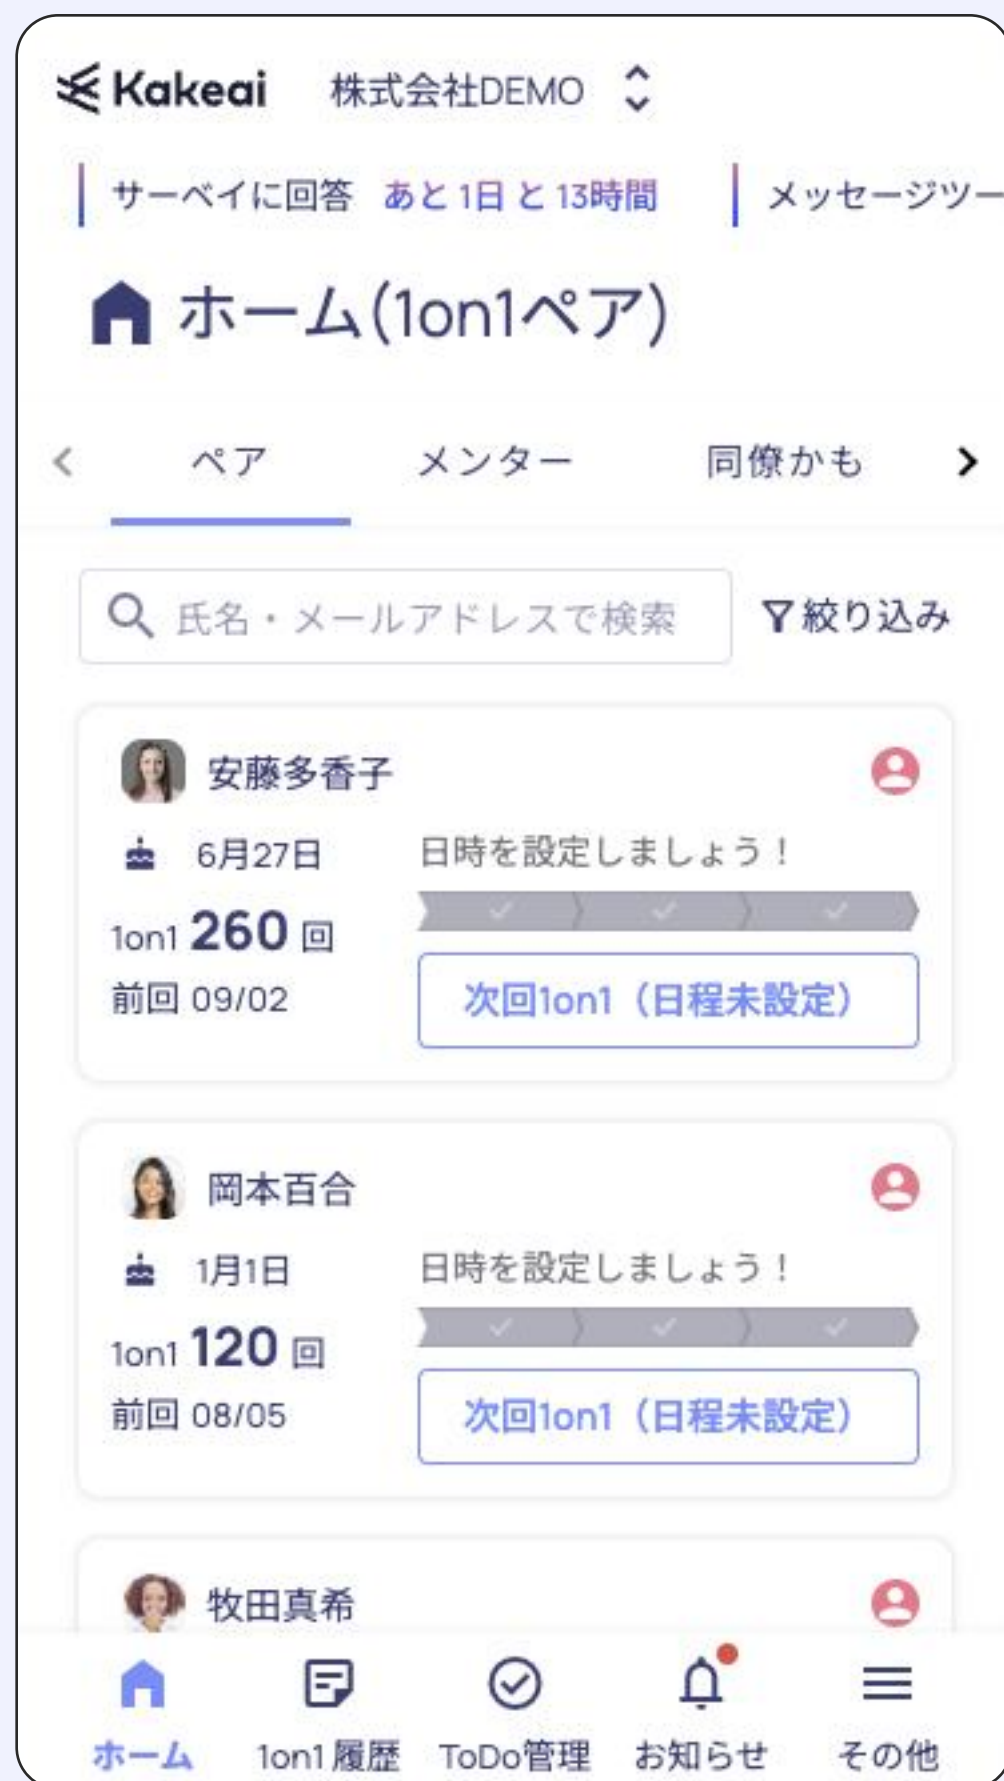 Kakeai 株式会社DEMO
サーベイに回答 あと1日と13時間 メッセージツー
ホーム(1on1ペア)
ペア メンター 同僚かも
氏名・メールアドレスで検索 絞り込み
安藤多香子
6月27日 日時を設定しましょう！
1on1 260 回
前回 09/02 次回1on1（日程未設定）
岡本百合
1月1日 日時を設定しましょう！
1on1 120 回
前回 08/05 次回1on1（日程未設定）
牧田真希
ホーム 1on1履歴 ToDo管理 お知らせ その他